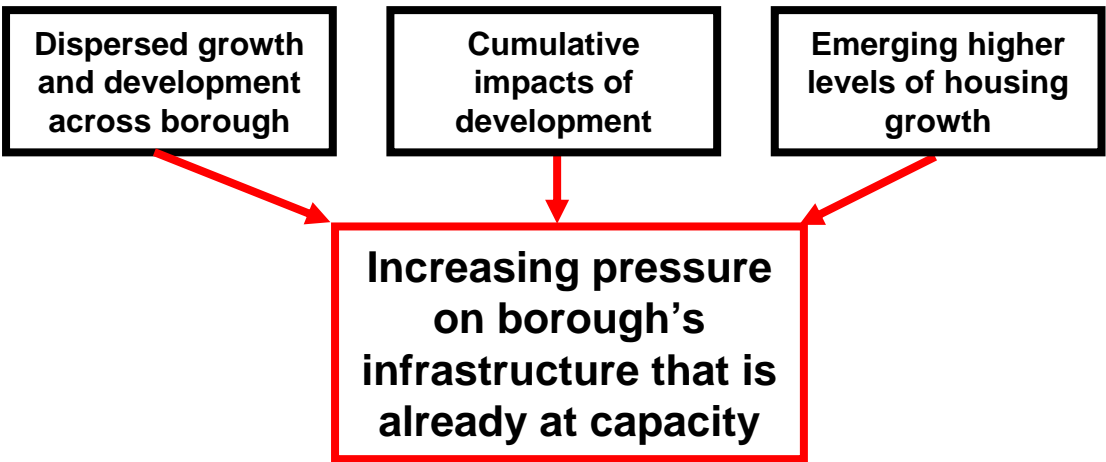 Dispersed growth
and development
across borough
Cumulative
impacts of
development
Emerging higher
levels of housing
growth
Increasing pressure
on borough’s
infrastructure that is
already at capacity